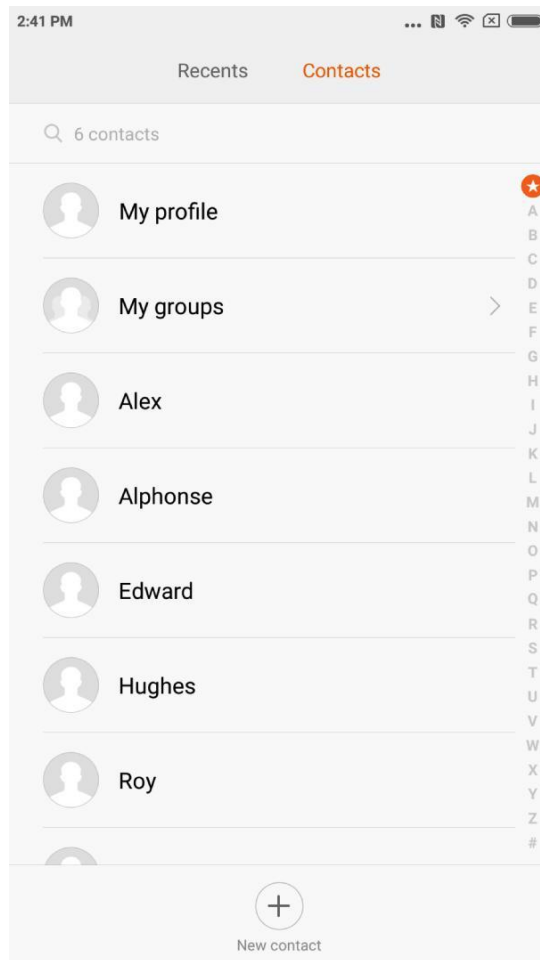 2:41 PM
Recents Contacts
6 contacts
My profile
A
B
C
D
My groups
E
F
G
H
Alex
I
J
K
L
Alphonse
M
N
O
P
Edward
Q
R
S
T
Hughes
U
V
W
X
Roy
Y
Z
#
New contact